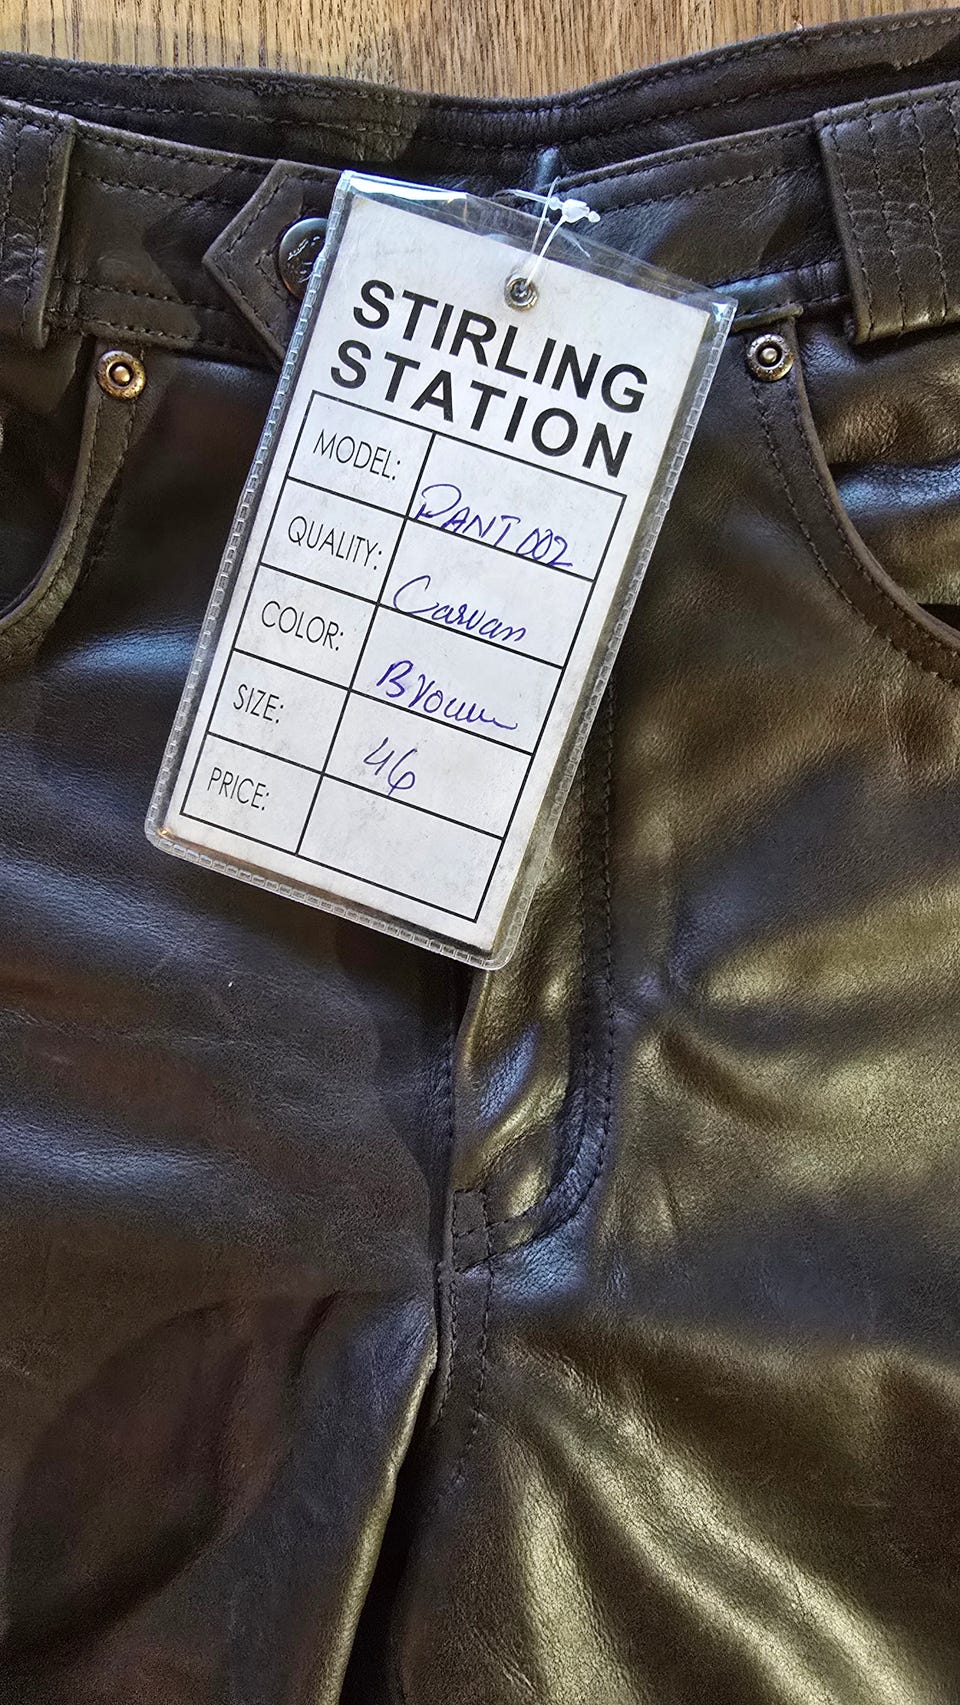 STIRLING
STATION
MODEL: PANT 002
QUALITY: Carvan
COLOR: Brown
SIZE: 46
PRICE: